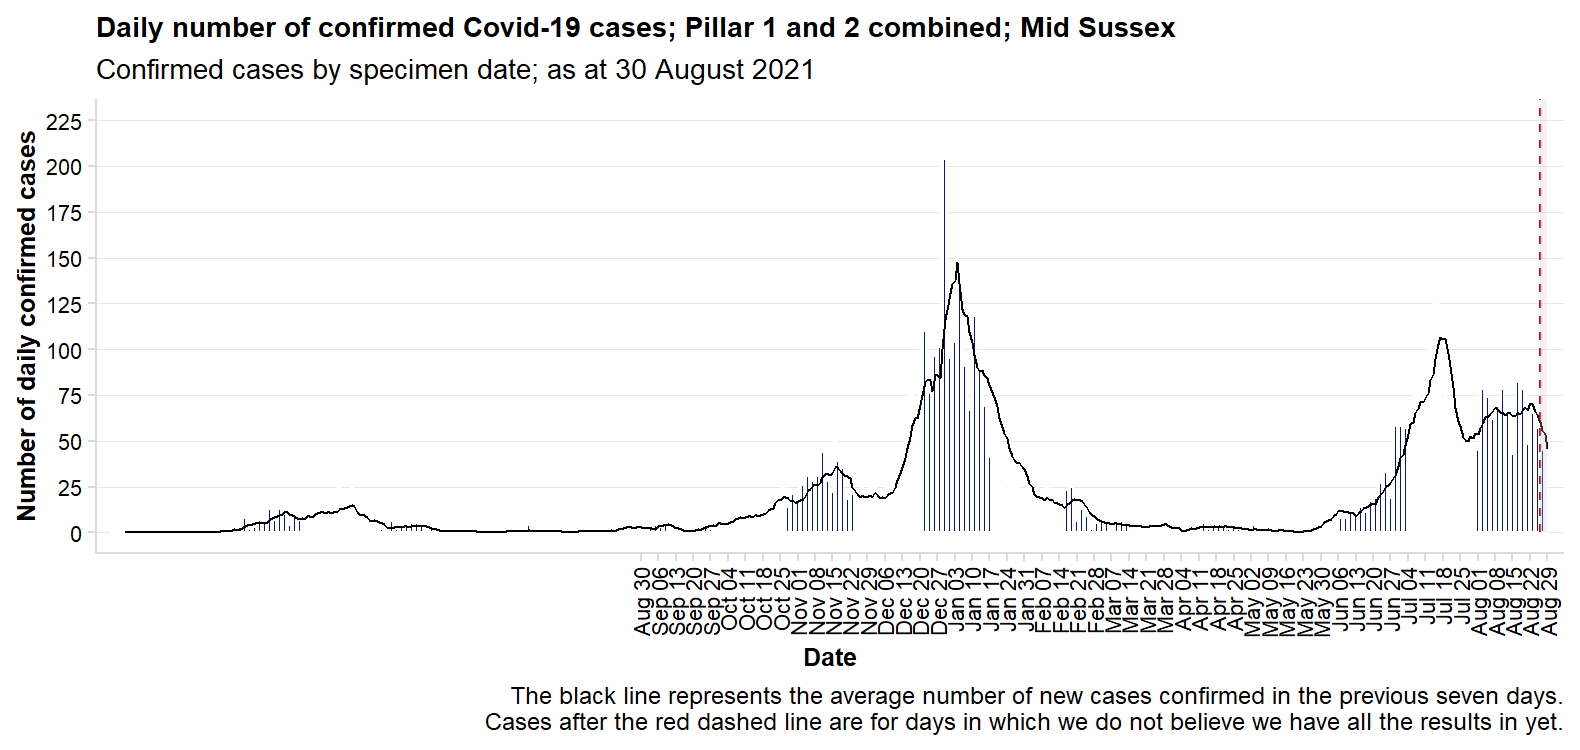 Daily number of confirmed Covid-19 cases; Pillar 1 and 2 combined; Mid Sussex
Confirmed cases by specimen date; as at 30 August 2021
Number of daily confirmed cases
225
200
175
150
125
100
75
50
25
0
Aug 30
Sep 06
Sep 13
Sep 20
Sep 27
Oct 04
Oct 11
Oct 18
Oct 25
Nov 01
Nov 08
Nov 15
Nov 22
Nov 29
Dec 06
Dec 13
Dec 20
Dec 27
Jan 03
Jan 10
Jan 17
Jan 24
Jan 31
Feb 07
Feb 14
Feb 21
Feb 28
Mar 07
Mar 14
Mar 21
Mar 28
Apr 04
Apr 11
Apr 18
Apr 25
May 02
May 09
May 16
May 23
May 30
Jun 06
Jun 13
Jun 20
Jun 27
Jul 04
Jul 11
Jul 18
Jul 25
Aug 01
Aug 08
Aug 15
Aug 22
Aug 29
Date
The black line represents the average number of new cases confirmed in the previous seven days.
Cases after the red dashed line are for days in which we do not believe we have all the results in yet.